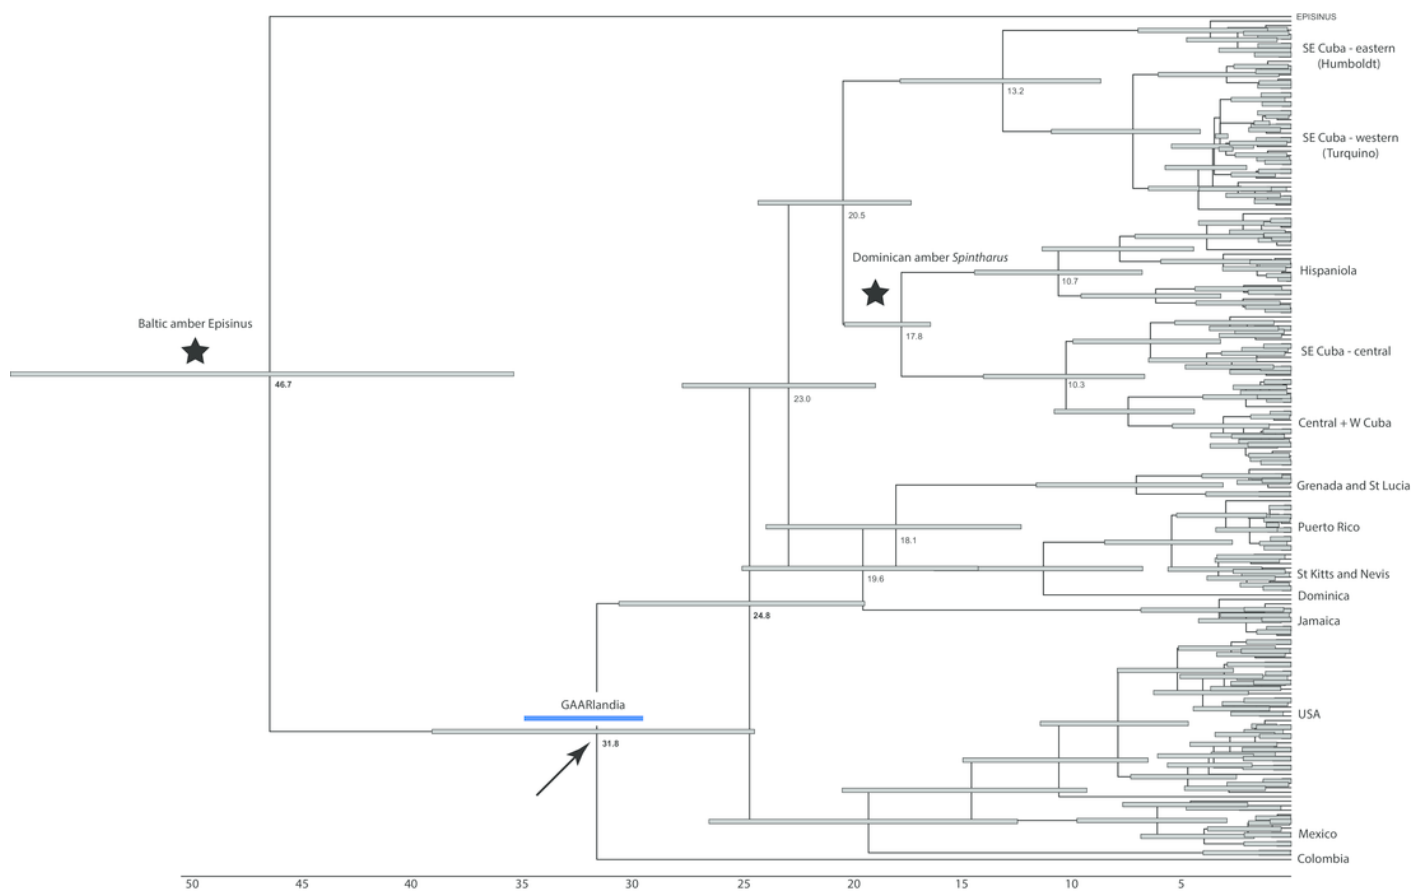 EPISINUS
SE Cuba - eastern
(Humboldt)
13.2
SE Cuba - western
(Turquino)
20.5
Dominican amber Spintharus
Hispaniola
10.7
Baltic amber Episinus
17.8
SE Cuba - central
46.7
10.3
23.0
Central + W Cuba
Grenada and St Lucia
Puerto Rico
18.1
St Kitts and Nevis
19.6
Dominica
24.8
Jamaica
GAARlandia
USA
31.8
Mexico
Colombia
50 45 40 35 30 25 20 15 10 5